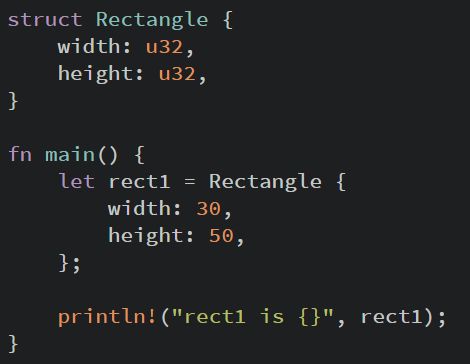 struct Rectangle {
    width: u32,
    height: u32,
}

fn main() {
    let rect1 = Rectangle {
        width: 30,
        height: 50,
    };

    println!("rect1 is {}", rect1);
}